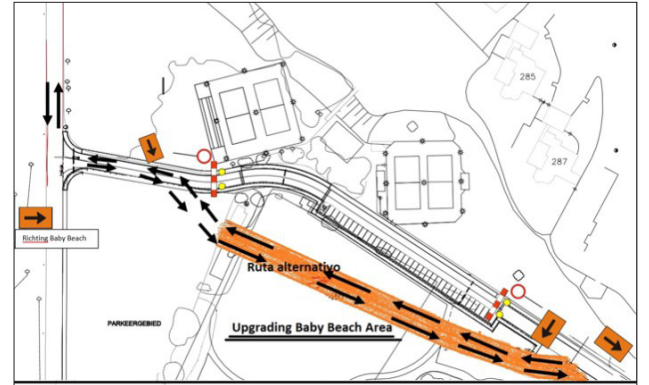 285
287
Richting Baby Beach
Ruta alternativo
PARKEERGEBIED
Upgrading Baby Beach Area